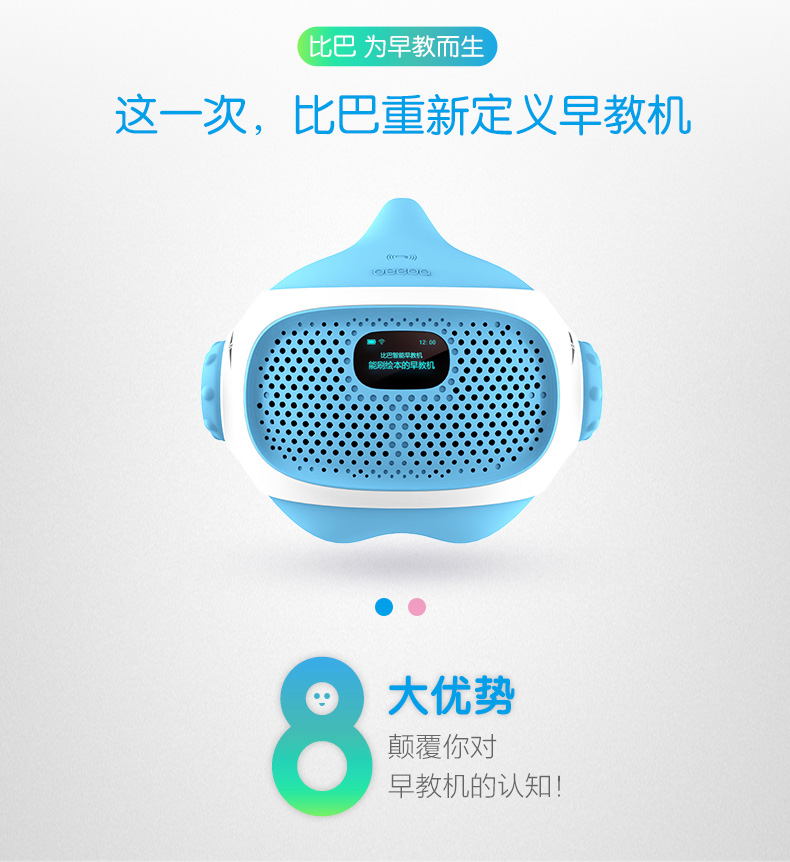 比巴 为早教而生
这一次，比巴重新定义早教机
12:00
比巴智能早教机
能刷绘本的早教机
8
大优势
颠覆你对
早教机的认知！